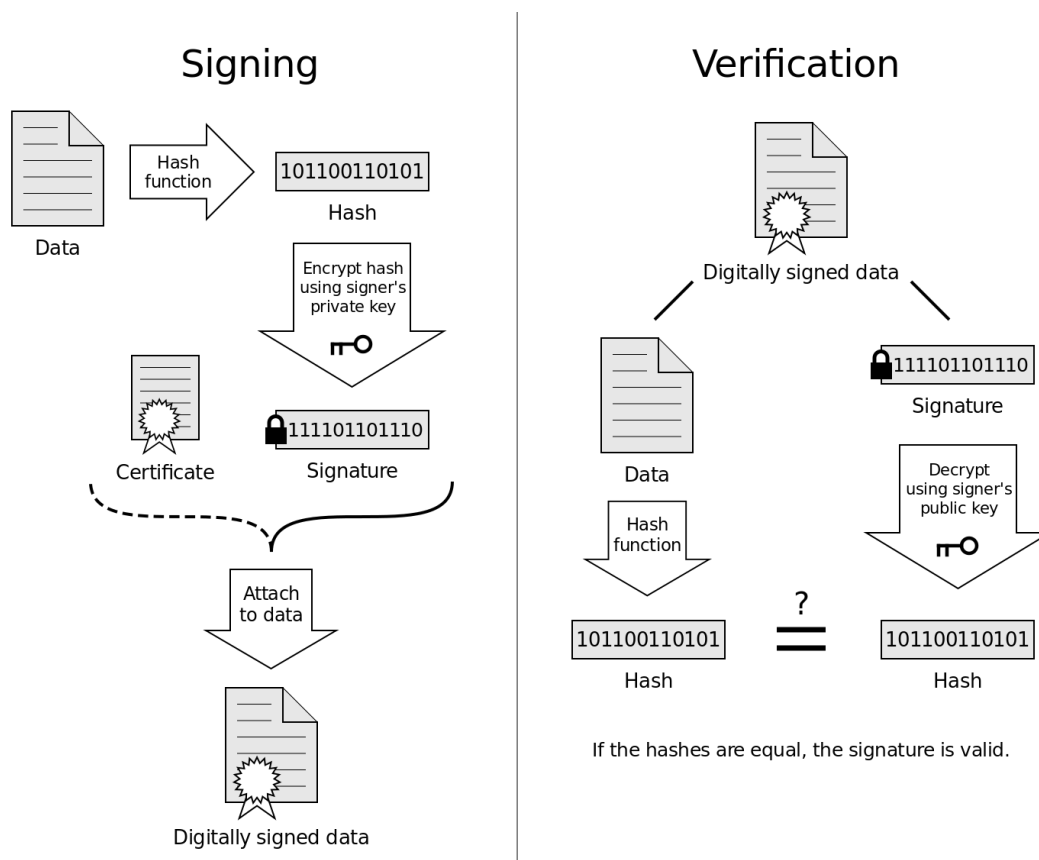 Signing
Data
Hash
function
101100110101
Hash
Encrypt hash
using signer's
private key
Certificate
111101101110
Signature
Attach
to data
Digitally signed data
Verification
Digitally signed data
Data
Hash
function
101100110101
Hash
111101101110
Signature
Decrypt
using signer's
public key
101100110101
Hash
?
If the hashes are equal, the signature is valid.